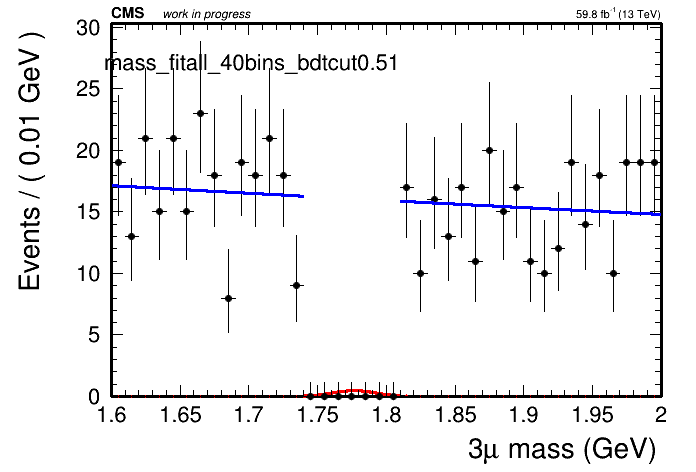 CMS work in progress 59.8 fb⁻¹ (13 TeV)
mass_fitall_40bins_bdtcut0.51
Events / ( 0.01 GeV )
30
25
20
15
10
5
0
1.6 1.65 1.7 1.75 1.8 1.85 1.9 1.95 2
3μ mass (GeV)